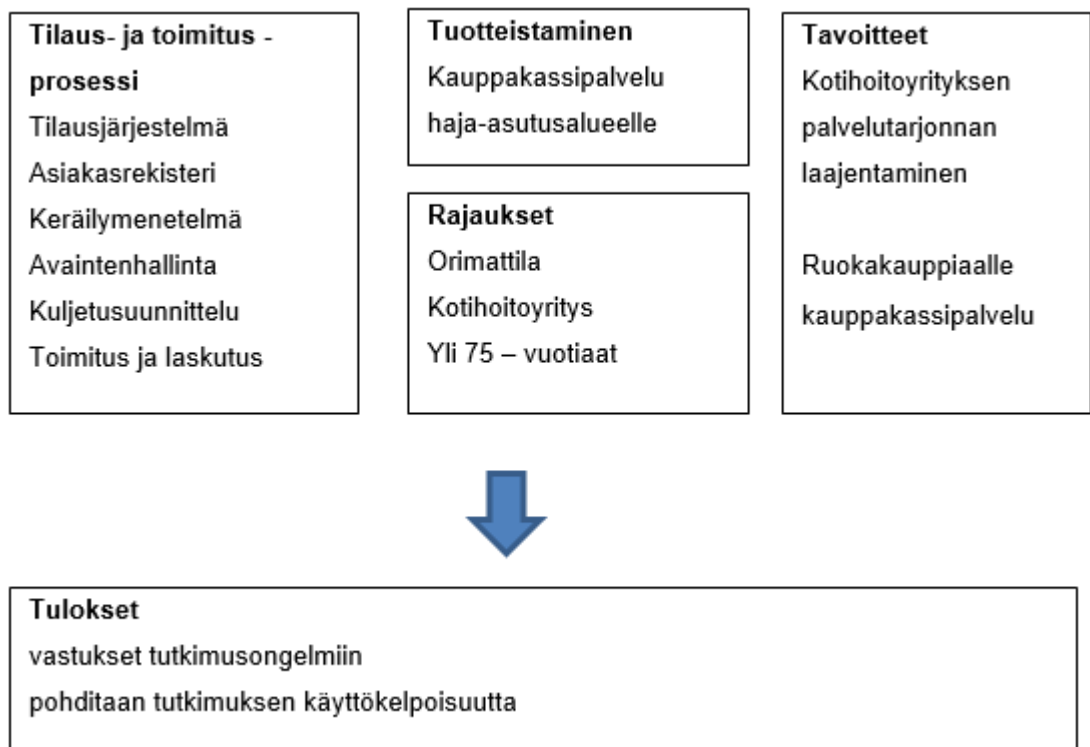 Tilaus- ja toimitus -
prosessi
Tilausjärjestelmä
Asiakasrekisteri
Keräilymenetelmä
Avaintenhallinta
Kuljetusuunnittelu
Toimitus ja laskutus
Tuotteistaminen
Kauppakassipalvelu
haja-asutusalueelle
Rajaukset
Orimattila
Kotihoitoyritys
Yli 75 – vuotiaat
Tavoitteet
Kotihoitoyrityksen
palvelutarjonnan
laajentaminen
Ruokakauppiaalle
kauppakassipalvelu
Tulokset
vastukset tutkimusongelmiin
pohditaan tutkimuksen käyttökelpoisuutta